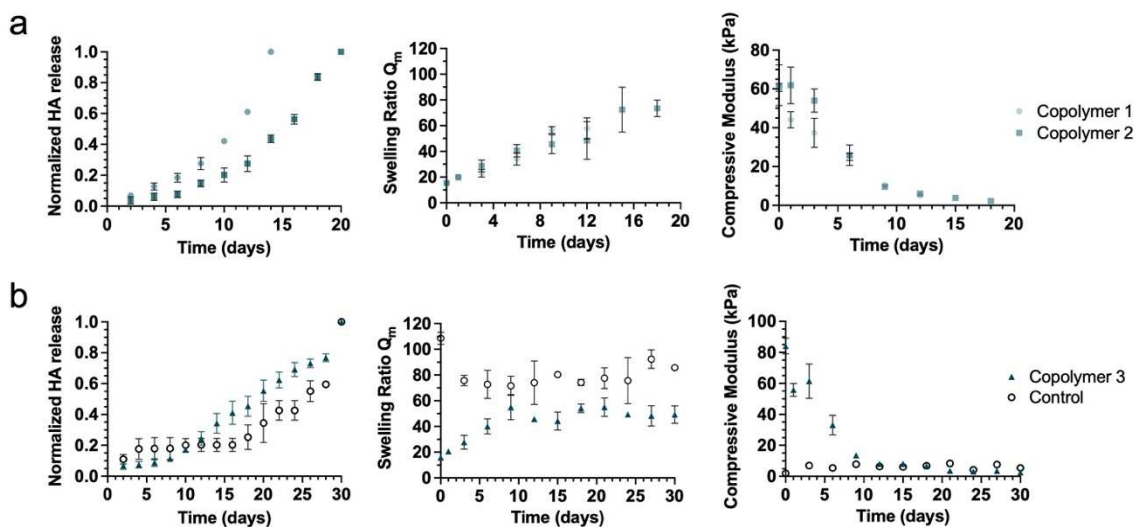 a
Normalized HA release
1.0
0.8
0.6
0.4
0.2
0.0
0 5 10 15 20
Time (days)
Swelling Ratio Qm
120
100
80
60
40
20
0
0 4 8 12 16 20
Time (days)
Compressive Modulus (kPa)
80
60
40
20
0
0 5 10 15 20
Time (days)
Copolymer 1
Copolymer 2
b
Normalized HA release
1.0
0.8
0.6
0.4
0.2
0.0
0 5 10 15 20 25 30
Time (days)
Swelling Ratio Qm
120
100
80
60
40
20
0
0 5 10 15 20 25 30
Time (days)
Compressive Modulus (kPa)
100
80
60
40
20
0
0 5 10 15 20 25 30
Time (days)
Copolymer 3
Control